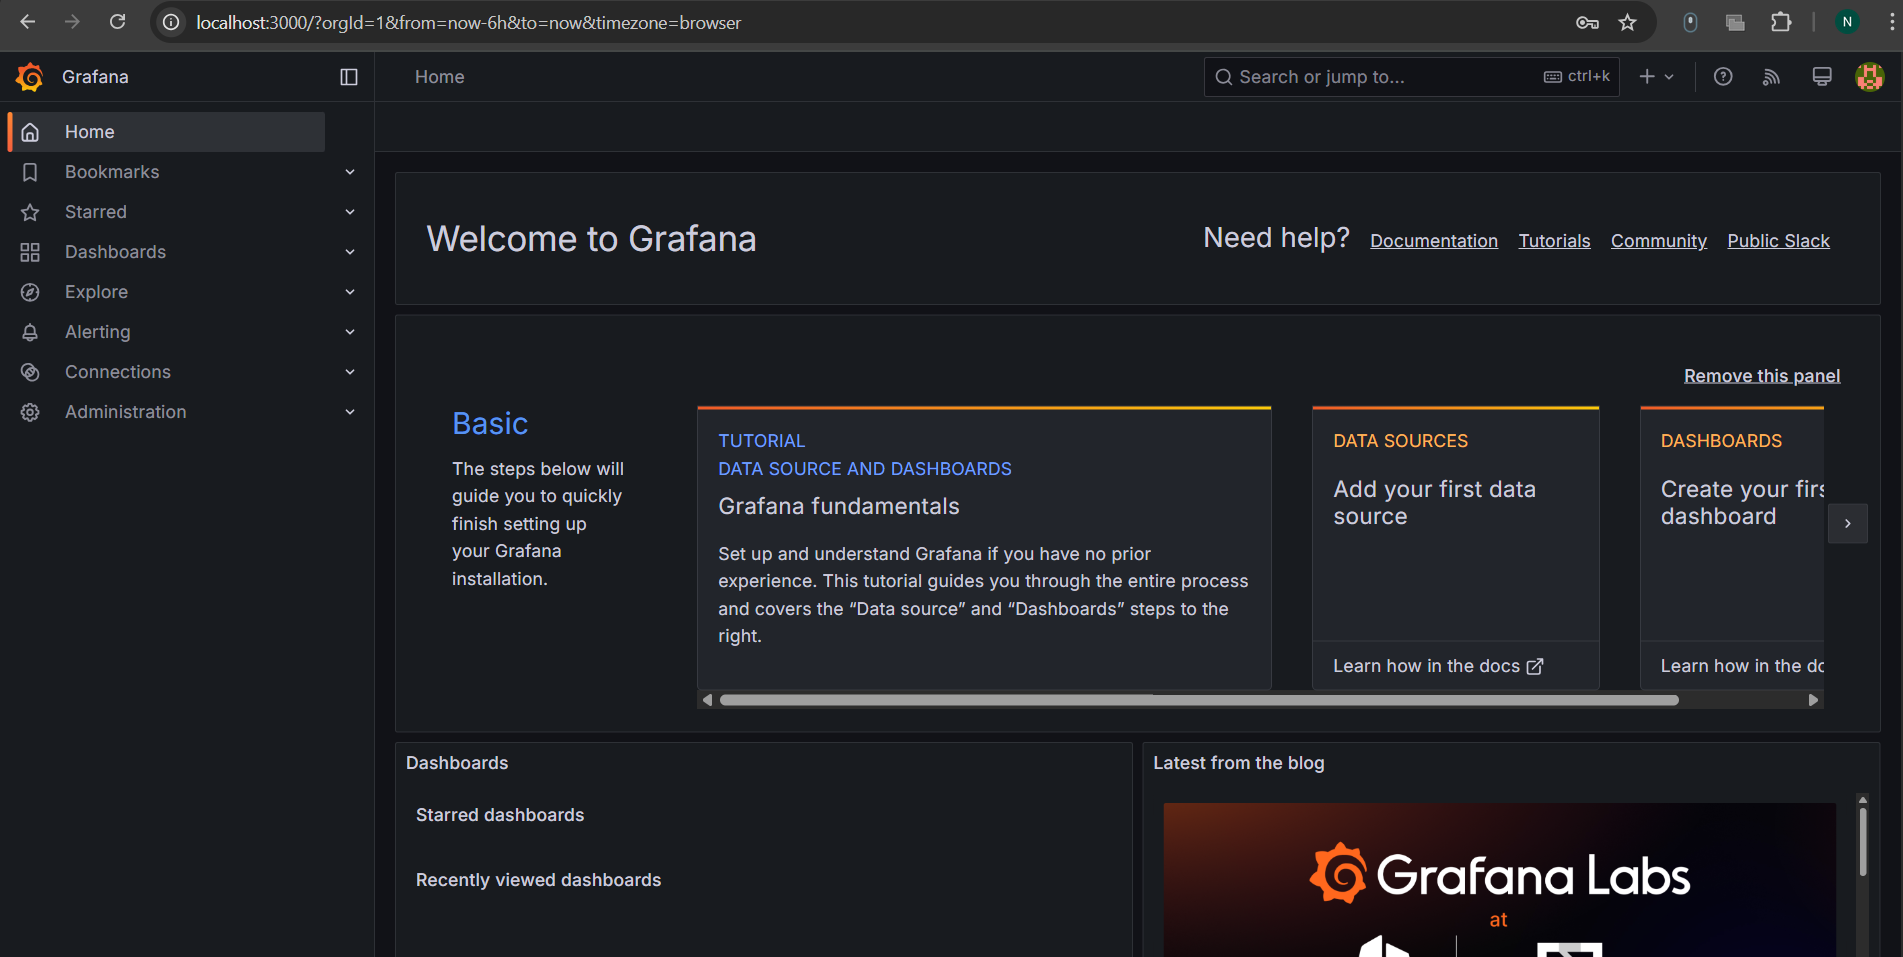 localhost:3000/?orgId=1&from=now-6h&to=now&timezone=browser
N
Grafana
Home
Search or jump to...
ctrl+k
Home
Bookmarks
Starred
Dashboards
Explore
Alerting
Connections
Administration
Welcome to Grafana
Need help?
Documentation
Tutorials
Community
Public Slack
Remove this panel
Basic
The steps below will
guide you to quickly
finish setting up
your Grafana
installation.
TUTORIAL
DATA SOURCE AND DASHBOARDS
Grafana fundamentals
Set up and understand Grafana if you have no prior
experience. This tutorial guides you through the entire process
and covers the “Data source” and “Dashboards” steps to the
right.
DATA SOURCES
Add your first data
source
Learn how in the docs
DASHBOARDS
Create your firs
dashboard
Learn how in the do
Dashboards
Starred dashboards
Recently viewed dashboards
Latest from the blog
Grafana Labs
at